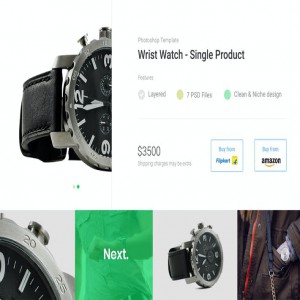 Photoshop Template
Wrist Watch - Single Product
Features
Layered
7 PSD Files
Clean & Niche design
$3500
Shipping charges may be extra
Buy from
Flipkart
Buy from
amazon
Next.